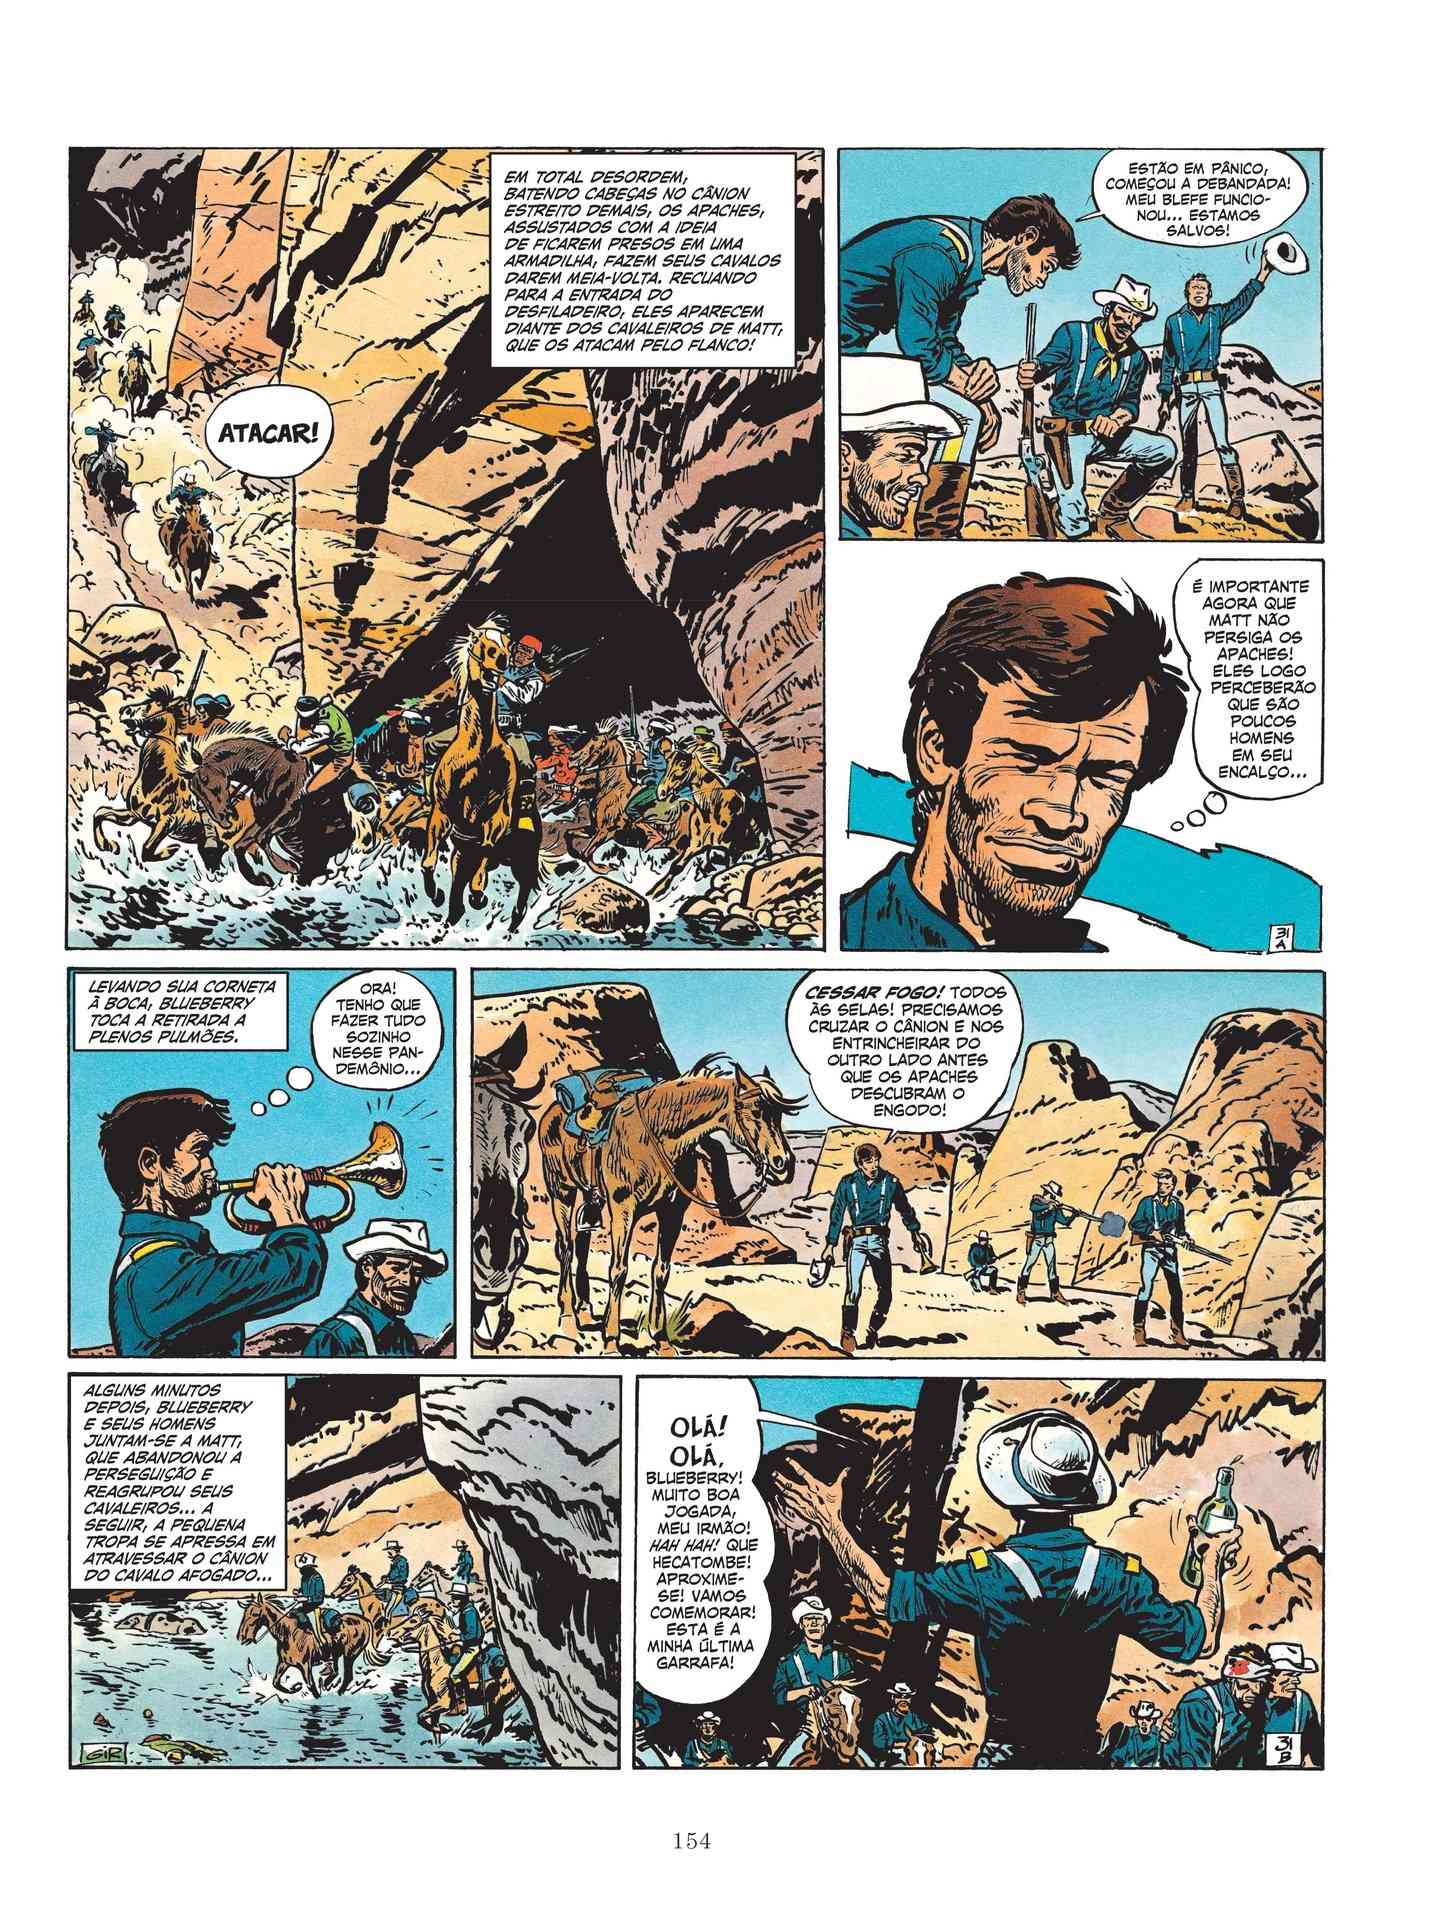 EM TOTAL DESORDEM,
BATENDO CABEÇAS NO CÂNION
ESTREITO DEMAIS, OS APACHES,
ASSUSTADOS COM A IDEIA
DE FICAREM PRESOS EM UMA
ARMADILHA, FAZEM SEUS CAVALOS
DAREM MEIA-VOLTA. RECUANDO
PARA A ENTRADA DO
DESFILADEIRO, ELES APARECEM
DIANTE DOS CAVALEIROS DE MATT,
QUE OS ATACAM PELO FLANCO!
ATACAR!
ESTÃO EM PÂNICO,
COMEÇOU A DEBANDADA!
MEU BLEFE FUNCIO-
NOU... ESTAMOS
SALVOS!
É IMPORTANTE
AGORA QUE
MATT NÃO
PERSIGA OS
APACHES!
ELES LOGO
PERCEBERÃO
QUE SÃO
POUCOS
HOMENS
EM SEU
ENCALÇO...
31
A
LEVANDO SUA CORNETA
À BOCA, BLUEBERRY
TOCA A RETIRADA A
PLENOS PULMÕES.
ORA!
TENHO QUE
FAZER TUDO
SOZINHO
NESSE PAN-
DEMÔNIO...
CESSAR FOGO! TODOS
ÀS SELAS! PRECISAMOS
CRUZAR O CÂNION E NOS
ENTRINCHEIRAR DO
OUTRO LADO ANTES
QUE OS APACHES
DESCUBRAM O
ENGODO!
ALGUNS MINUTOS
DEPOIS, BLUEBERRY
E SEUS HOMENS
JUNTAM-SE A MATT,
QUE ABANDONOU A
PERSEGUIÇÃO E
REAGRUPOU SEUS
CAVALEIROS... A
SEGUIR, A PEQUENA
TROPA SE APRESSA EM
ATRAVESSAR O CÂNION
DO CAVALO AFOGADO...
GIR
OLÁ!
OLÁ,
BLUEBERRY!
MUITO BOA
JOGADA,
MEU IRMÃO!
HAH HAH! QUE
HECATOMBE!
APROXIME-
SE! VAMOS
COMEMORAR!
ESTA É A
MINHA ÚLTIMA
GARRAFA!
31
B
154